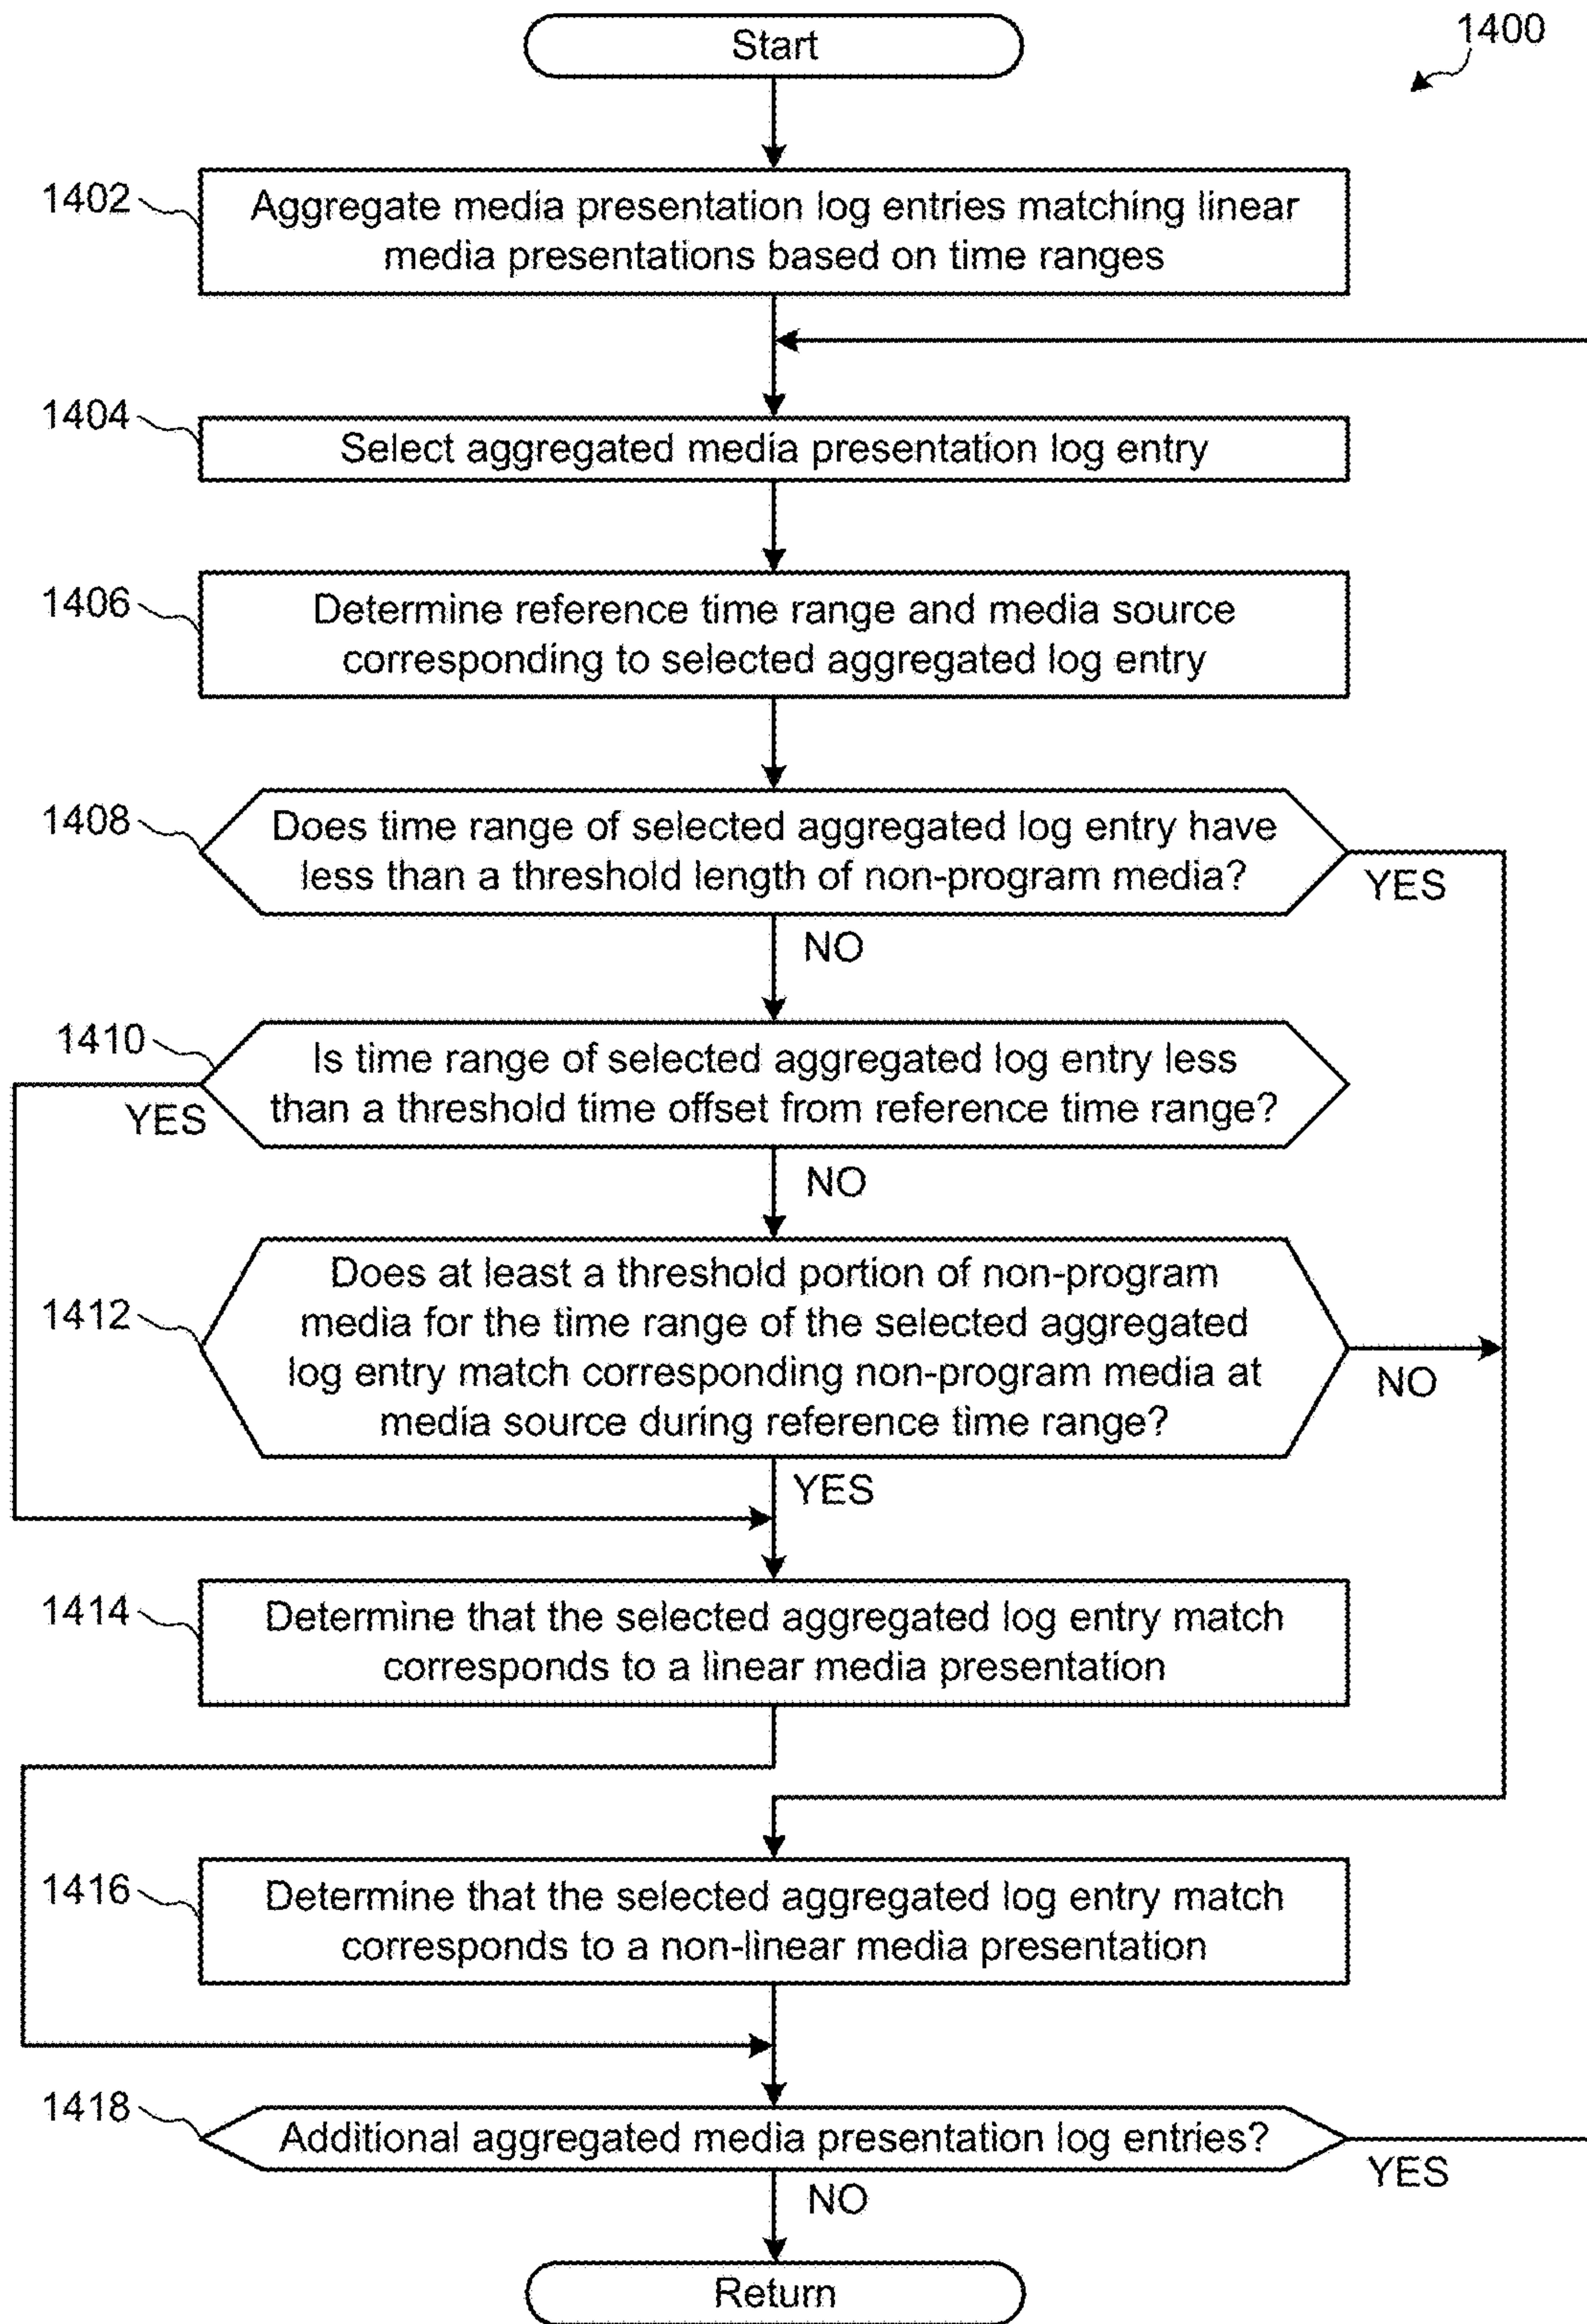 Start
1400
1402
Aggregate media presentation log entries matching linear
media presentations based on time ranges
1404
Select aggregated media presentation log entry
1406
Determine reference time range and media source
corresponding to selected aggregated log entry
1408
Does time range of selected aggregated log entry have
less than a threshold length of non-program media?
YES
NO
1410
Is time range of selected aggregated log entry less
than a threshold time offset from reference time range?
YES
NO
1412
Does at least a threshold portion of non-program
media for the time range of the selected aggregated
log entry match corresponding non-program media at
media source during reference time range?
NO
YES
1414
Determine that the selected aggregated log entry match
corresponds to a linear media presentation
1416
Determine that the selected aggregated log entry match
corresponds to a non-linear media presentation
1418
Additional aggregated media presentation log entries?
YES
NO
Return